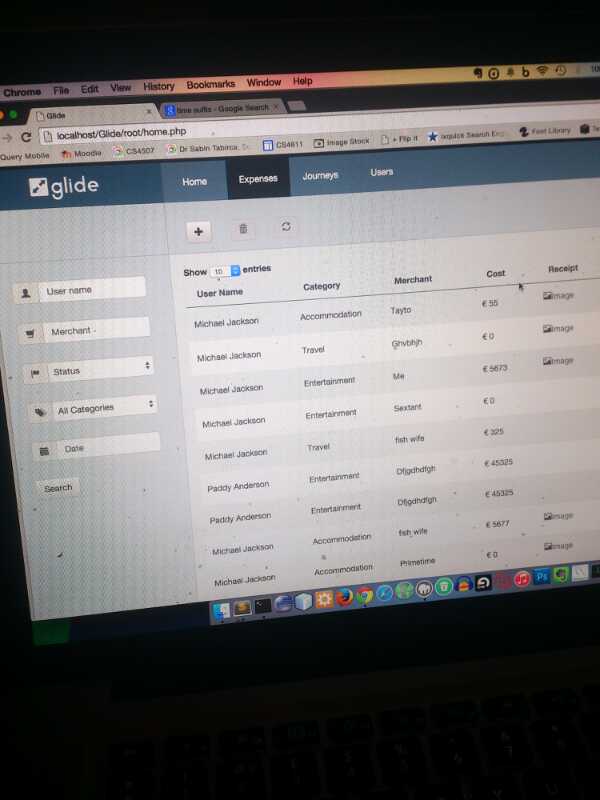 Chrome File Edit View History Bookmarks Window Help
Glide
time suffix - Google Search
localhost/Glide/root/home.php
Query Mobile Moodle CS4507 Dr Sabin Tabirca, CS4611 Image Stock + Flip it Ixquick Search Font Library
glide Home Expenses Journeys Users
Show 10 entries
User Name Category Merchant Cost Receipt
Michael Jackson Accommodation Tayto € 55 Image
Michael Jackson Travel Ghvbhjh € 0 Image
Michael Jackson Entertainment Me € 5673 Image
Michael Jackson Entertainment Sextant € 0
Michael Jackson Travel fish wife € 325
Paddy Anderson Entertainment Dfjgdhdfgh € 45325
Paddy Anderson Entertainment Dfjgdhdfgh € 45325
Michael Jackson Accommodation fish wife € 5677 Image
Michael Jackson Accommodation Primetime € 0 Image
User name
Merchant
Status
All Categories
Date
Search